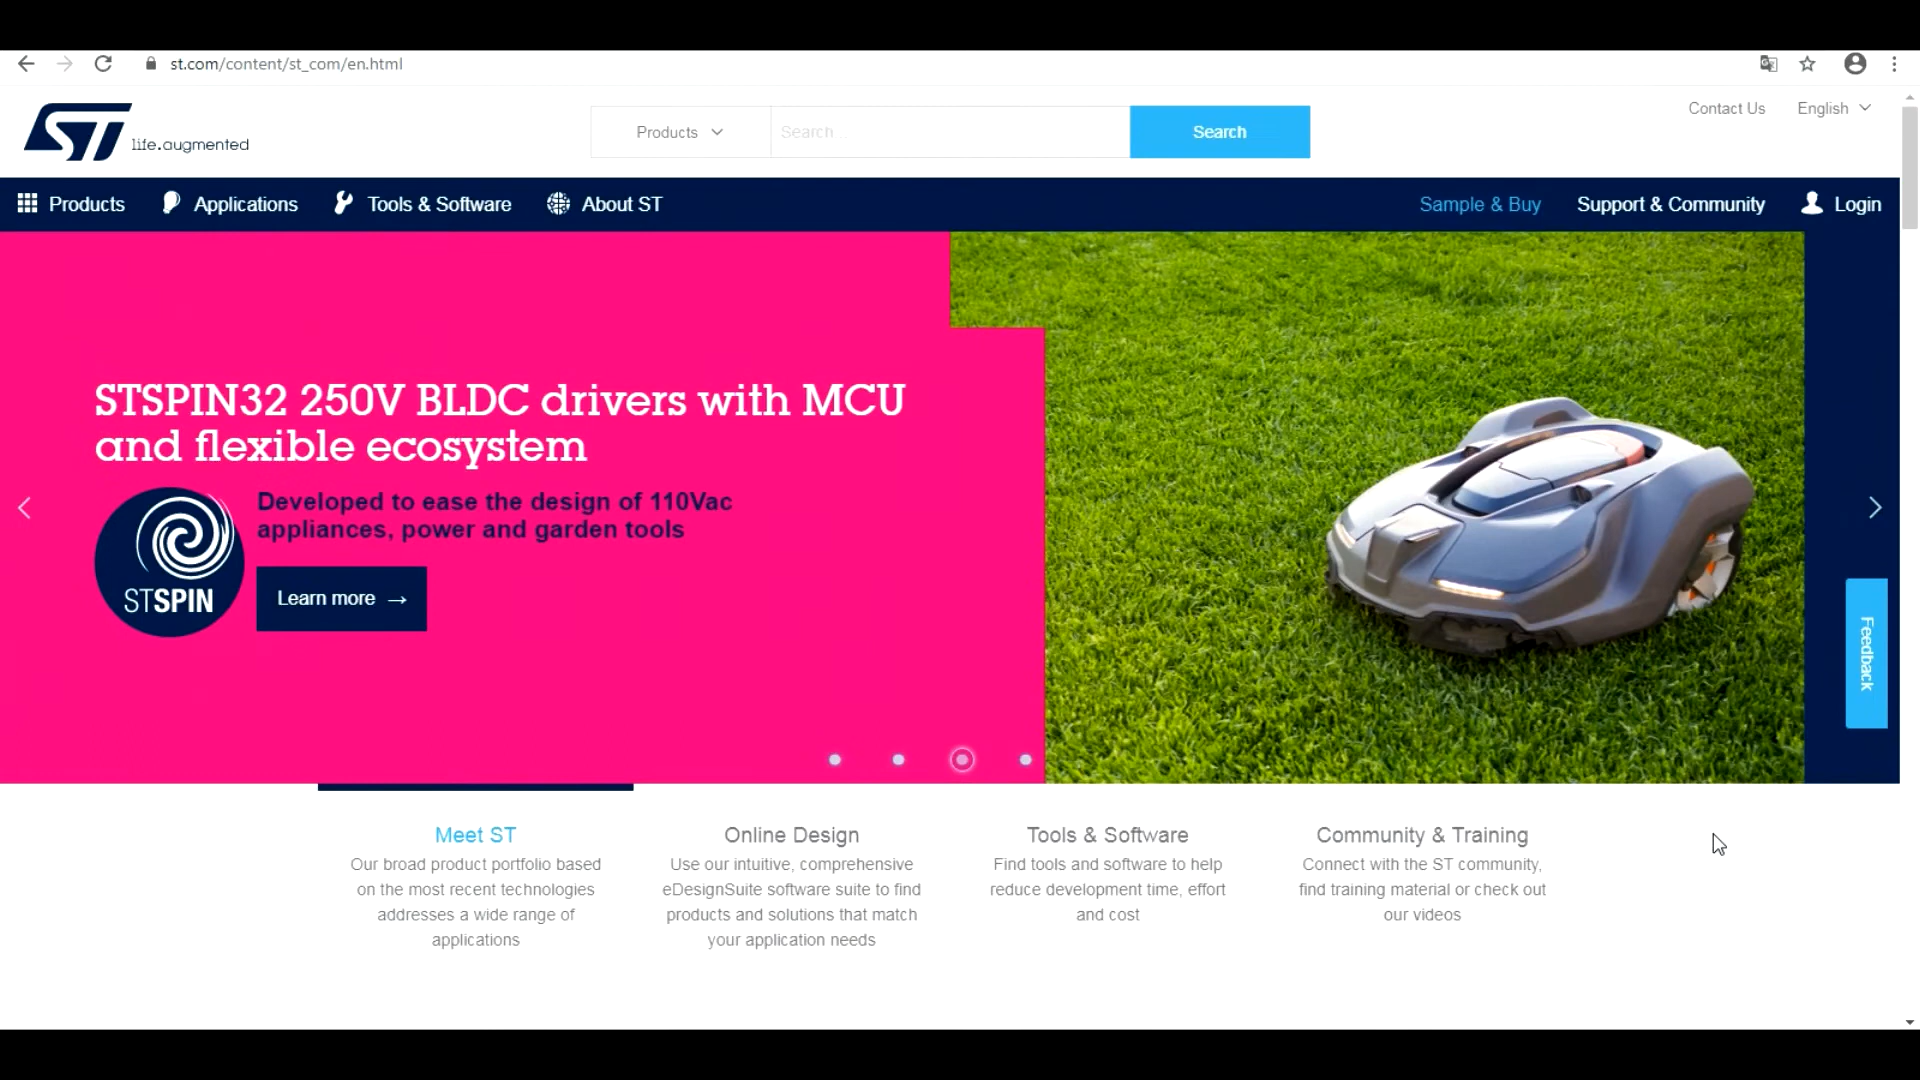 st.com/content/st_com/en.html
Contact Us
English
ST life.augmented
Products
Search...
Search
Products
Applications
Tools & Software
About ST
Sample & Buy
Support & Community
Login
STSPIN32 250V BLDC drivers with MCU
and flexible ecosystem
Developed to ease the design of 110Vac
appliances, power and garden tools
STSPIN
Learn more →
Feedback
Meet ST
Our broad product portfolio based
on the most recent technologies
addresses a wide range of
applications
Online Design
Use our intuitive, comprehensive
eDesignSuite software suite to find
products and solutions that match
your application needs
Tools & Software
Find tools and software to help
reduce development time, effort
and cost
Community & Training
Connect with the ST community,
find training material or check out
our videos